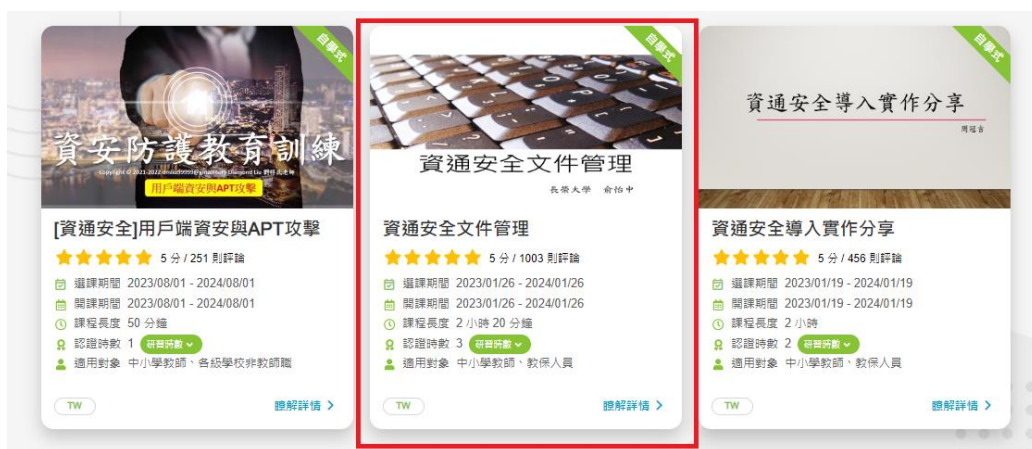 自學式
資安防護教育訓練
用戶端資安與APT攻擊
[資通安全]用戶端資安與APT攻擊
5 分 / 251 則評論
選課期間 2023/08/01 - 2024/08/01
開課期間 2023/08/01 - 2024/08/01
課程長度 50 分鐘
認證時數 1 研習時數
適用對象 中小學教師、各級學校非教師職
TW
瞭解詳情
自學式
資通安全文件管理
長榮大學 俞怡中
資通安全文件管理
5 分 / 1003 則評論
選課期間 2023/01/26 - 2024/01/26
開課期間 2023/01/26 - 2024/01/26
課程長度 2 小時 20 分鐘
認證時數 3 研習時數
適用對象 中小學教師、教保人員
TW
瞭解詳情
自學式
資通安全導入實作分享
資通安全導入實作分享
5 分 / 456 則評論
選課期間 2023/01/19 - 2024/01/19
開課期間 2023/01/19 - 2024/01/19
課程長度 2 小時
認證時數 2 研習時數
適用對象 中小學教師、教保人員
TW
瞭解詳情